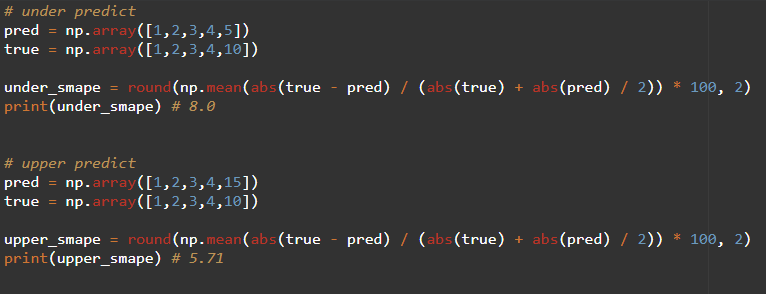 # under predict
pred = np.array([1,2,3,4,5])
true = np.array([1,2,3,4,10])
under_smape = round(np.mean(abs(true - pred) / (abs(true) + abs(pred) / 2)) * 100, 2)
print(under_smape) # 8.0
# upper predict
pred = np.array([1,2,3,4,15])
true = np.array([1,2,3,4,10])
upper_smape = round(np.mean(abs(true - pred) / (abs(true) + abs(pred) / 2)) * 100, 2)
print(upper_smape) # 5.71